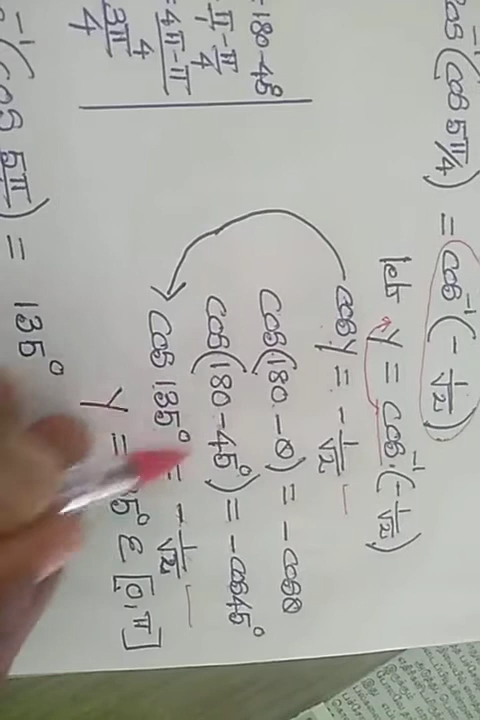 cos⁻¹(cos 5π/4) = cos⁻¹(-1/√2)
let y = cos⁻¹(-1/√2)
cos y = -1/√2
cos(180 - θ) = -cosθ
cos(180 - 45°) = -cos45°
cos 135° = -1/√2
y = 135° ∈ [0, π]
= 180 - 45°
π/1 - π/4
= 4π - π / 4
3π/4
⁻¹(cos 5π/ ) = 135°